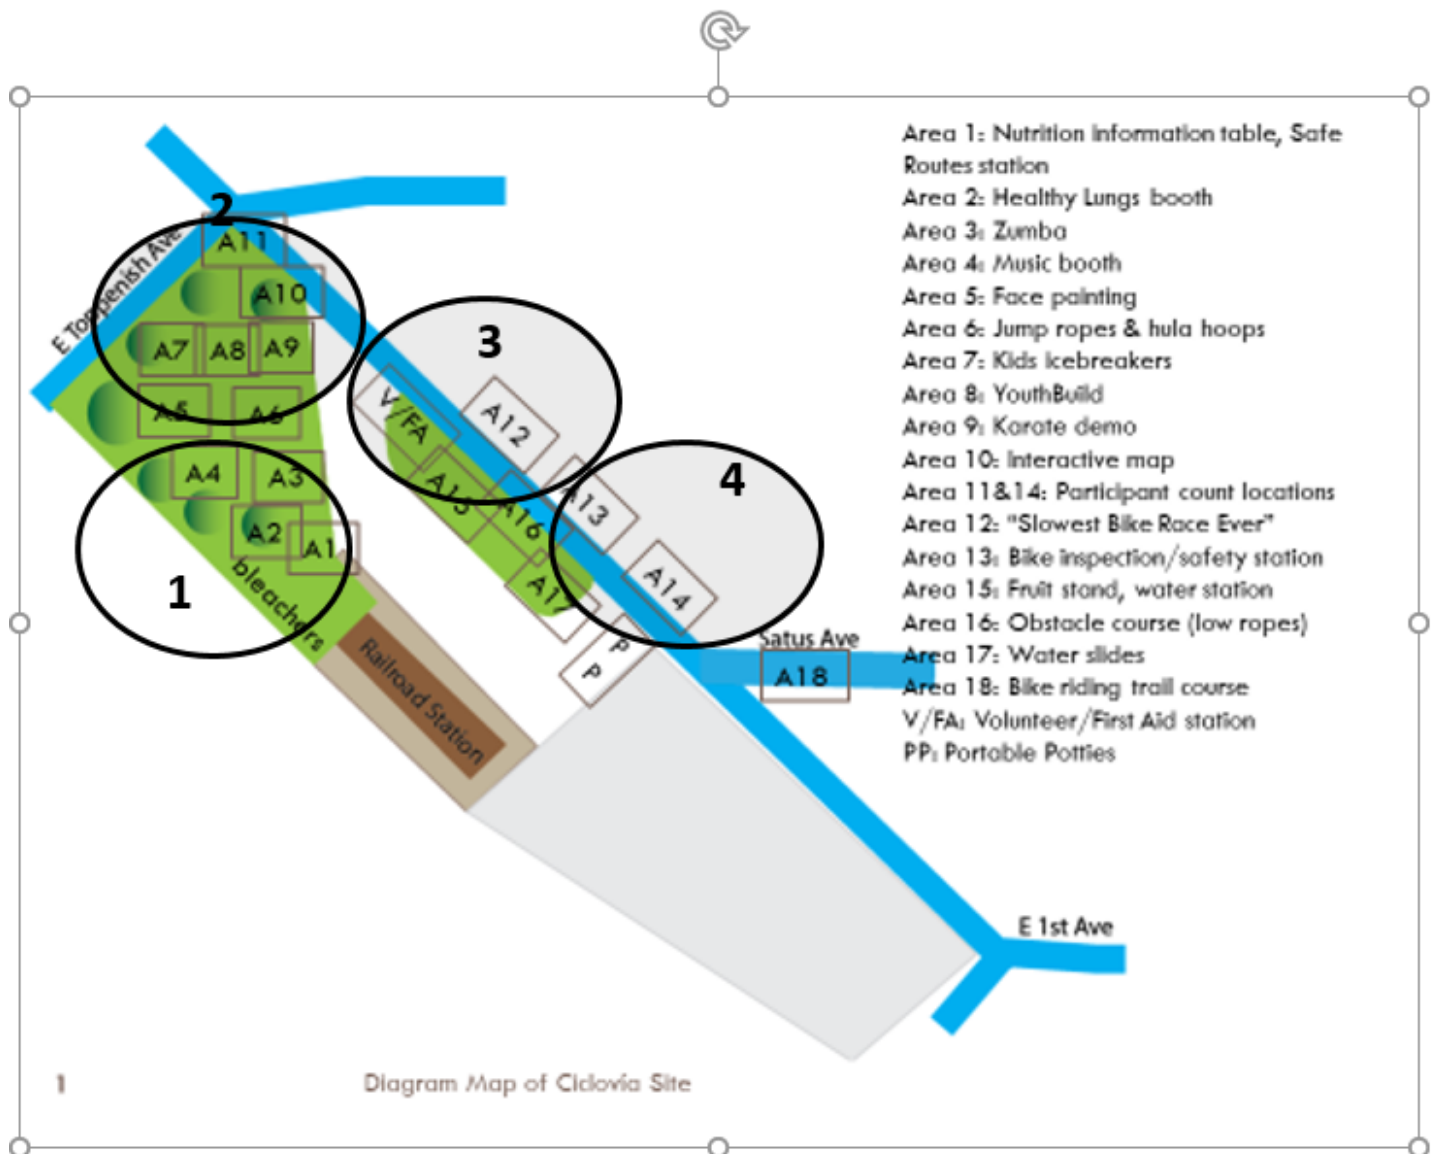 2
A11
E Toppenish Ave
A10
A7
A8
A9
3
V/FA
A12
A5
A6
A4
A3
4
A15
A16
A13
A2
A1
1
bleachers
A17
A14
P
P
Satus Ave
A18
Railroad Station
E 1st Ave
Area 1: Nutrition information table, Safe
Routes station
Area 2: Healthy Lungs booth
Area 3: Zumba
Area 4: Music booth
Area 5: Face painting
Area 6: Jump ropes & hula hoops
Area 7: Kids icebreakers
Area 8: YouthBuild
Area 9: Karate demo
Area 10: Interactive map
Area 11&14: Participant count locations
Area 12: "Slowest Bike Race Ever"
Area 13: Bike inspection/safety station
Area 15: Fruit stand, water station
Area 16: Obstacle course (low ropes)
Area 17: Water slides
Area 18: Bike riding trail course
V/FA: Volunteer/First Aid station
PP: Portable Potties
1
Diagram Map of Ciclovia Site